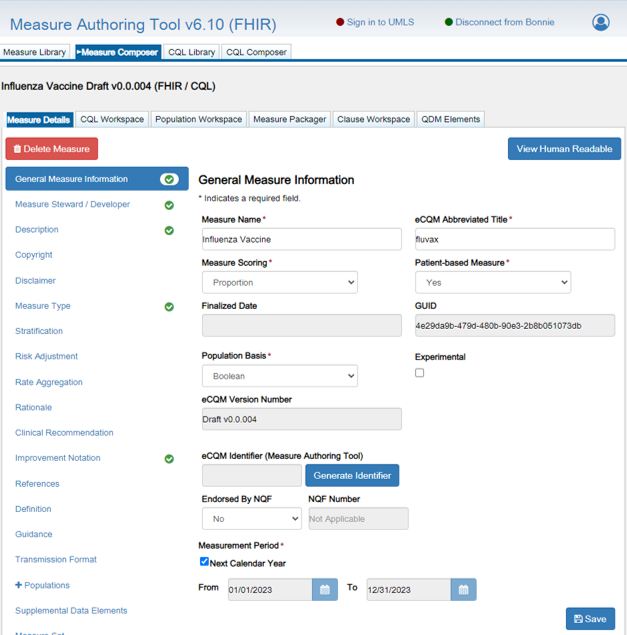 Measure Authoring Tool v6.10 (FHIR)
Sign in to UMLS
Disconnect from Bonnie
Measure Library
Measure Composer
CQL Library
CQL Composer
Influenza Vaccine Draft v0.0.004 (FHIR / CQL)
Measure Details
CQL Workspace
Population Workspace
Measure Packager
Clause Workspace
QDM Elements
Delete Measure
View Human Readable
General Measure Information
Measure Steward / Developer
Description
Copyright
Disclaimer
Measure Type
Stratification
Risk Adjustment
Rate Aggregation
Rationale
Clinical Recommendation
Improvement Notation
References
Definition
Guidance
Transmission Format
+ Populations
Supplemental Data Elements
General Measure Information
* Indicates a required field.
Measure Name*
Influenza Vaccine
eCQM Abbreviated Title*
fluvax
Measure Scoring*
Proportion
Patient-based Measure*
Yes
Finalized Date
GUID
4e29da9b-479d-480b-90e3-2b8b051073db
Population Basis*
Boolean
Experimental
eCQM Version Number
Draft v0.0.004
eCQM Identifier (Measure Authoring Tool)
Generate Identifier
Endorsed By NQF
No
NQF Number
Not Applicable
Measurement Period*
Next Calendar Year
From
01/01/2023
To
12/31/2023
Save